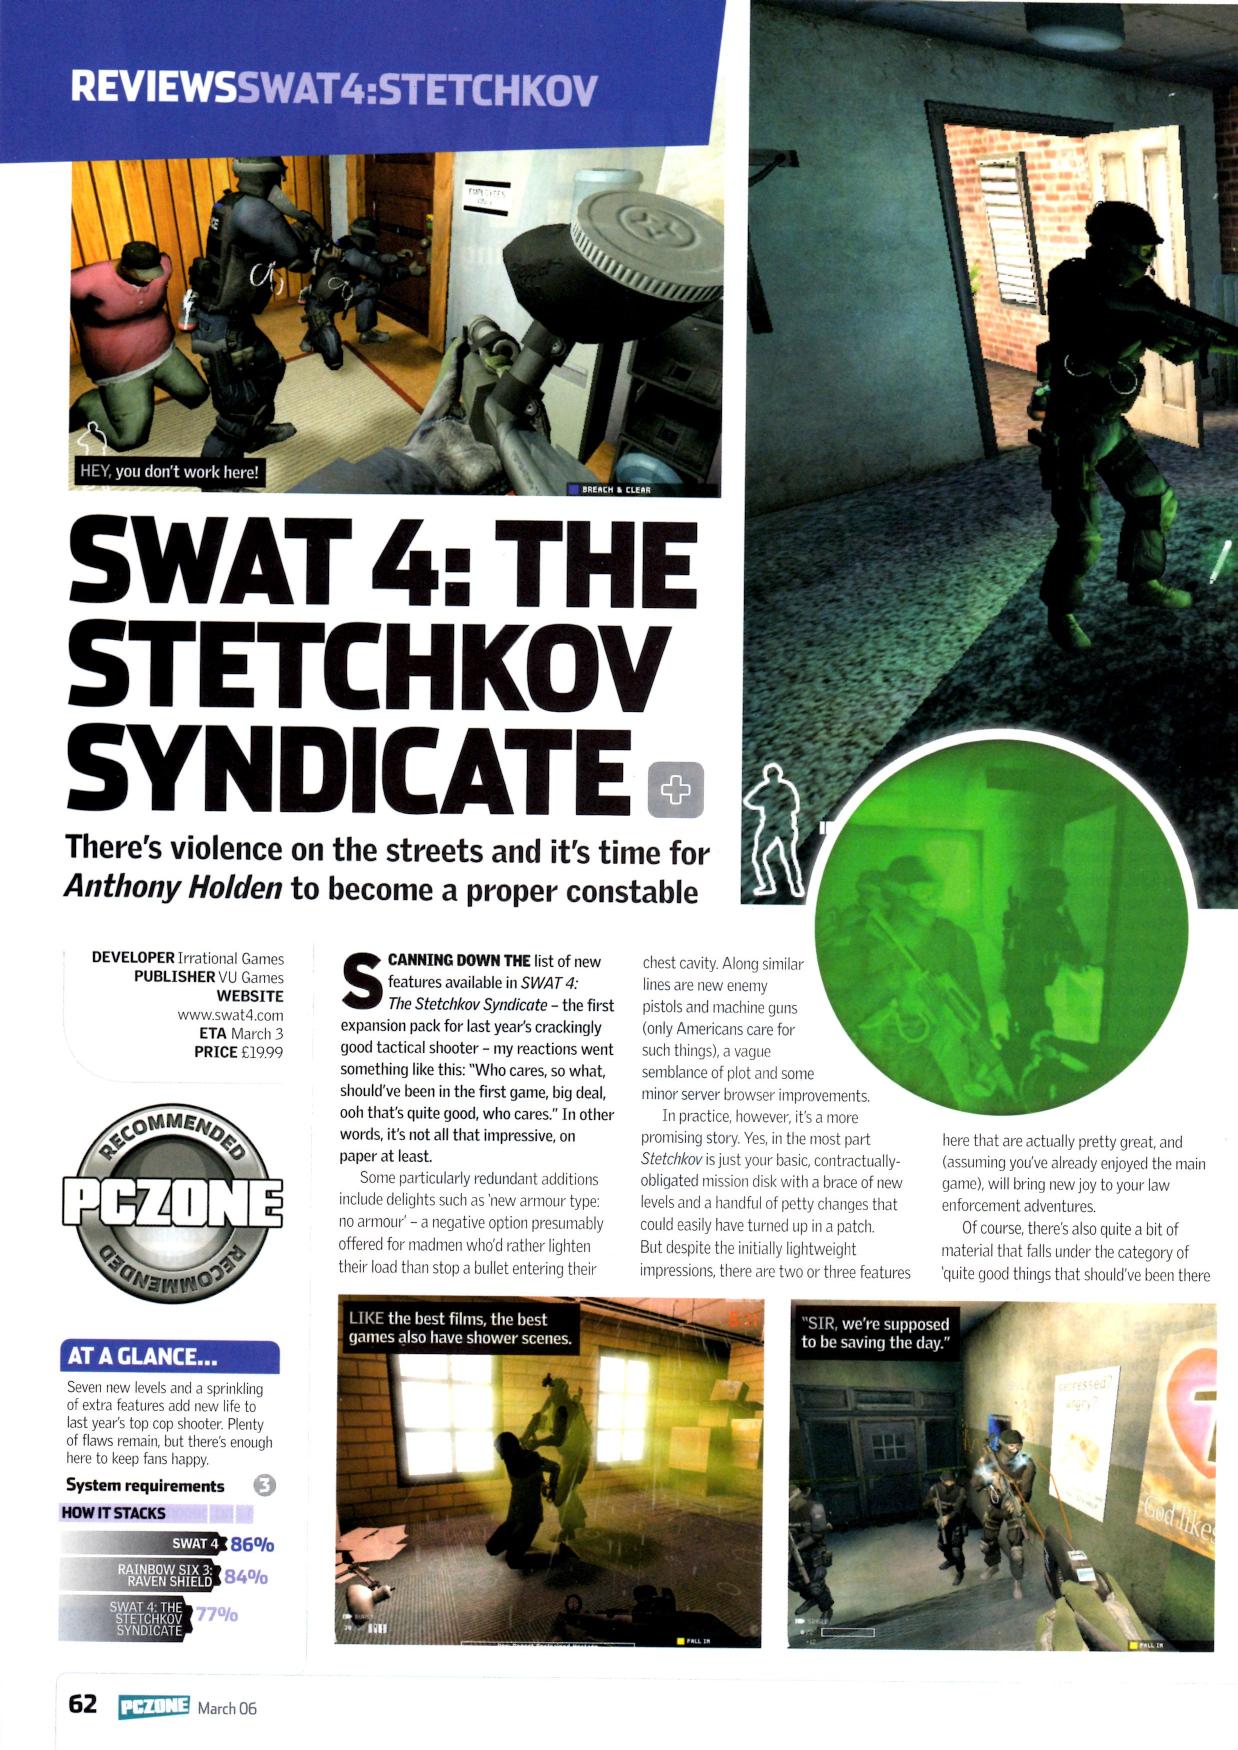 REVIEWSSWAT4:STETCHKOV
EMPLOYEES
ONLY
HEY, you don't work here!
BREACH & CLEAR
SWAT 4: THE
STETCHKOV
SYNDICATE
There's violence on the streets and it's time for
Anthony Holden to become a proper constable
DEVELOPER Irrational Games
PUBLISHER VU Games
WEBSITE
www.swat4.com
ETA March 3
PRICE £19.99
RECOMMENDED
PCZONE
RECOMMENDED
AT A GLANCE...
Seven new levels and a sprinkling
of extra features add new life to
last year's top cop shooter. Plenty
of flaws remain, but there's enough
here to keep fans happy.
System requirements 3
HOW IT STACKS
SWAT 4 86%
RAINBOW SIX 3:
RAVEN SHIELD 84%
SWAT 4: THE
STETCHKOV
SYNDICATE 77%
SCANNING DOWN THE list of new
features available in SWAT 4:
The Stetchkov Syndicate – the first
expansion pack for last year's crackingly
good tactical shooter – my reactions went
something like this: "Who cares, so what,
should've been in the first game, big deal,
ooh that's quite good, who cares." In other
words, it's not all that impressive, on
paper at least.
Some particularly redundant additions
include delights such as 'new armour type:
no armour' – a negative option presumably
offered for madmen who'd rather lighten
their load than stop a bullet entering their
chest cavity. Along similar
lines are new enemy
pistols and machine guns
(only Americans care for
such things), a vague
semblance of plot and some
minor server browser improvements.
In practice, however, it's a more
promising story. Yes, in the most part
Stetchkov is just your basic, contractually-
obligated mission disk with a brace of new
levels and a handful of petty changes that
could easily have turned up in a patch.
But despite the initially lightweight
impressions, there are two or three features
here that are actually pretty great, and
(assuming you've already enjoyed the main
game), will bring new joy to your law
enforcement adventures.
Of course, there's also quite a bit of
material that falls under the category of
'quite good things that should've been there
LIKE the best films, the best
games also have shower scenes.
FALL IN
"SIR, we're supposed
to be saving the day."
depressed?
angry?
God likes
FALL IN
62 PCZONE March 06